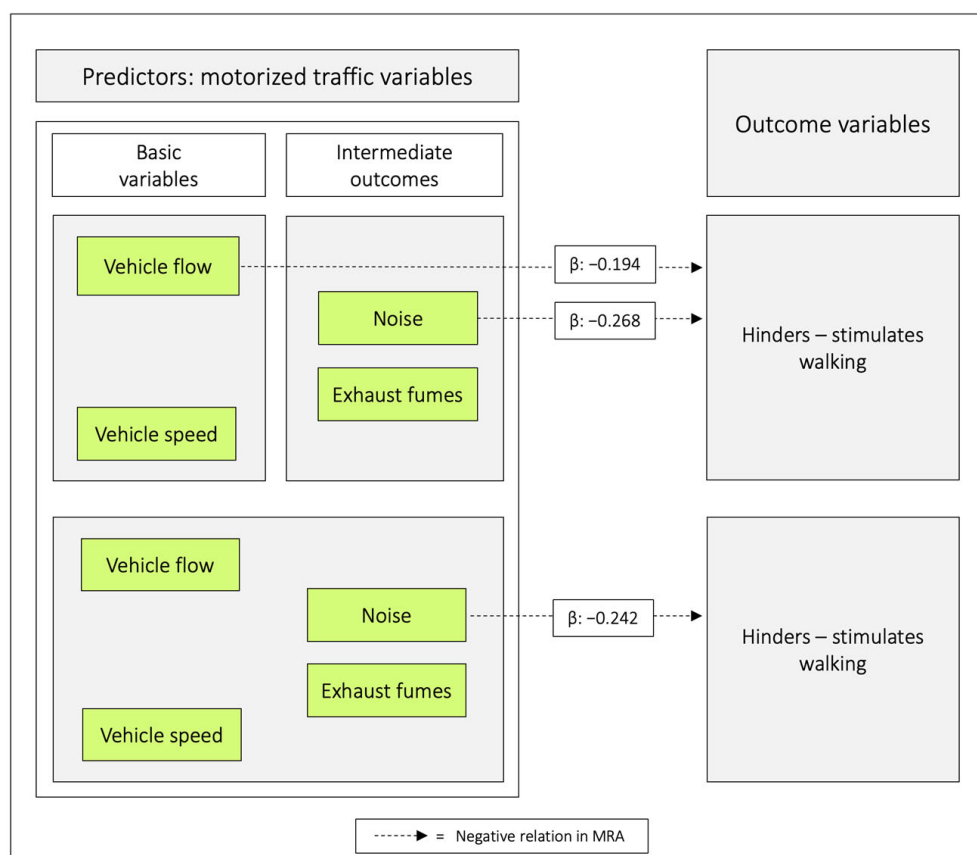 Predictors: motorized traffic variables
Outcome variables
Basic
variables
Intermediate
outcomes
Vehicle flow
β: −0.194
Noise
β: −0.268
Hinders – stimulates
walking
Exhaust fumes
Vehicle speed
Vehicle flow
Noise
β: −0.242
Hinders – stimulates
walking
Exhaust fumes
Vehicle speed
= Negative relation in MRA